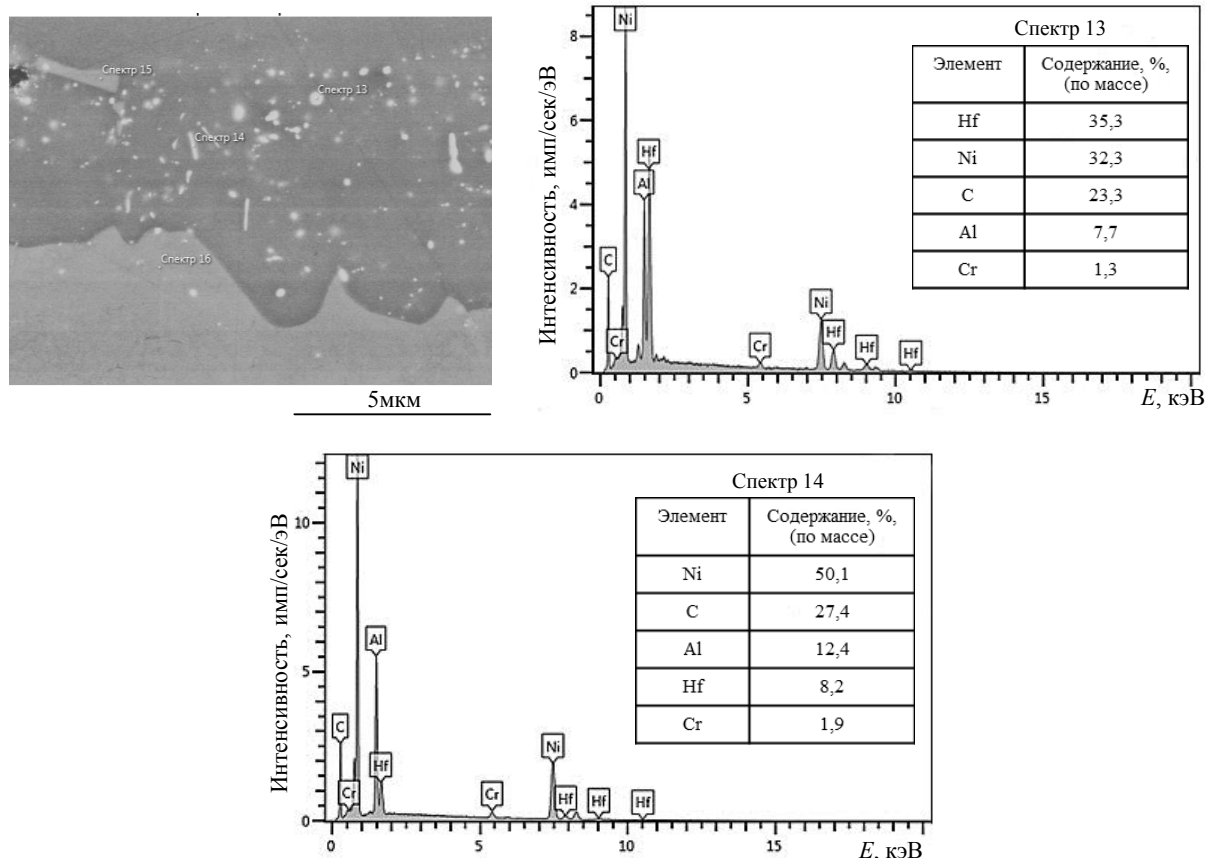 Спектр 15
Спектр 13
Спектр 14
Спектр 16
5мкм
Интенсивность, имп/сек/эВ
8
6
4
2
0
Ni
Hf
Al
C
Cr
Ni
Hf
Cr
Hf
Hf
0
5
10
15
E, кэВ
Спектр 13
Элемент Содержание, %, (по массе)
Hf 35,3
Ni 32,3
C 23,3
Al 7,7
Cr 1,3
Интенсивность, имп/сек/эВ
10
5
0
Ni
Al
C
Hf
Cr
Ni
Cr
Hf
Hf
Hf
0
5
10
15
E, кэВ
Спектр 14
Элемент Содержание, %, (по массе)
Ni 50,1
C 27,4
Al 12,4
Hf 8,2
Cr 1,9